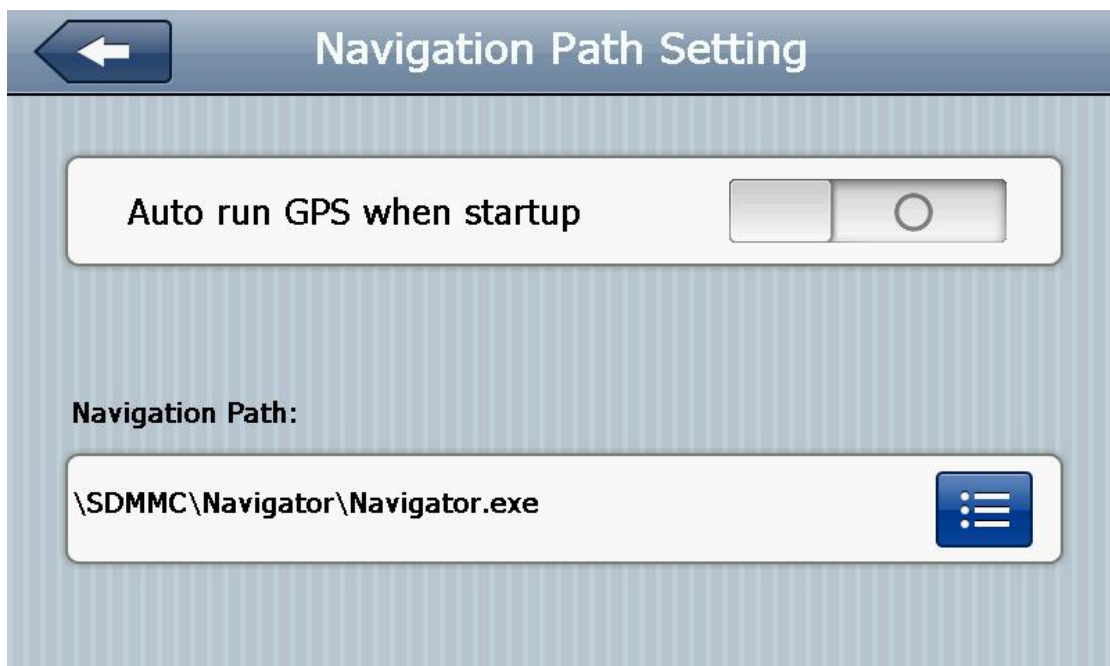 Navigation Path Setting
Auto run GPS when startup
Navigation Path:
\SDMMC\Navigator\Navigator.exe